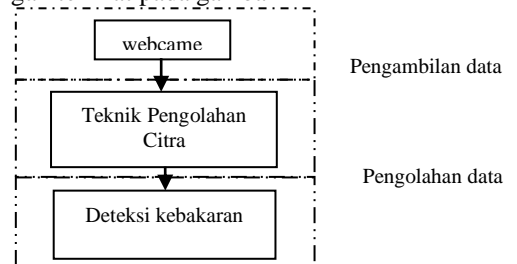 webcame
Pengambilan data
Teknik Pengolahan
Citra
Pengolahan data
Deteksi kebakaran